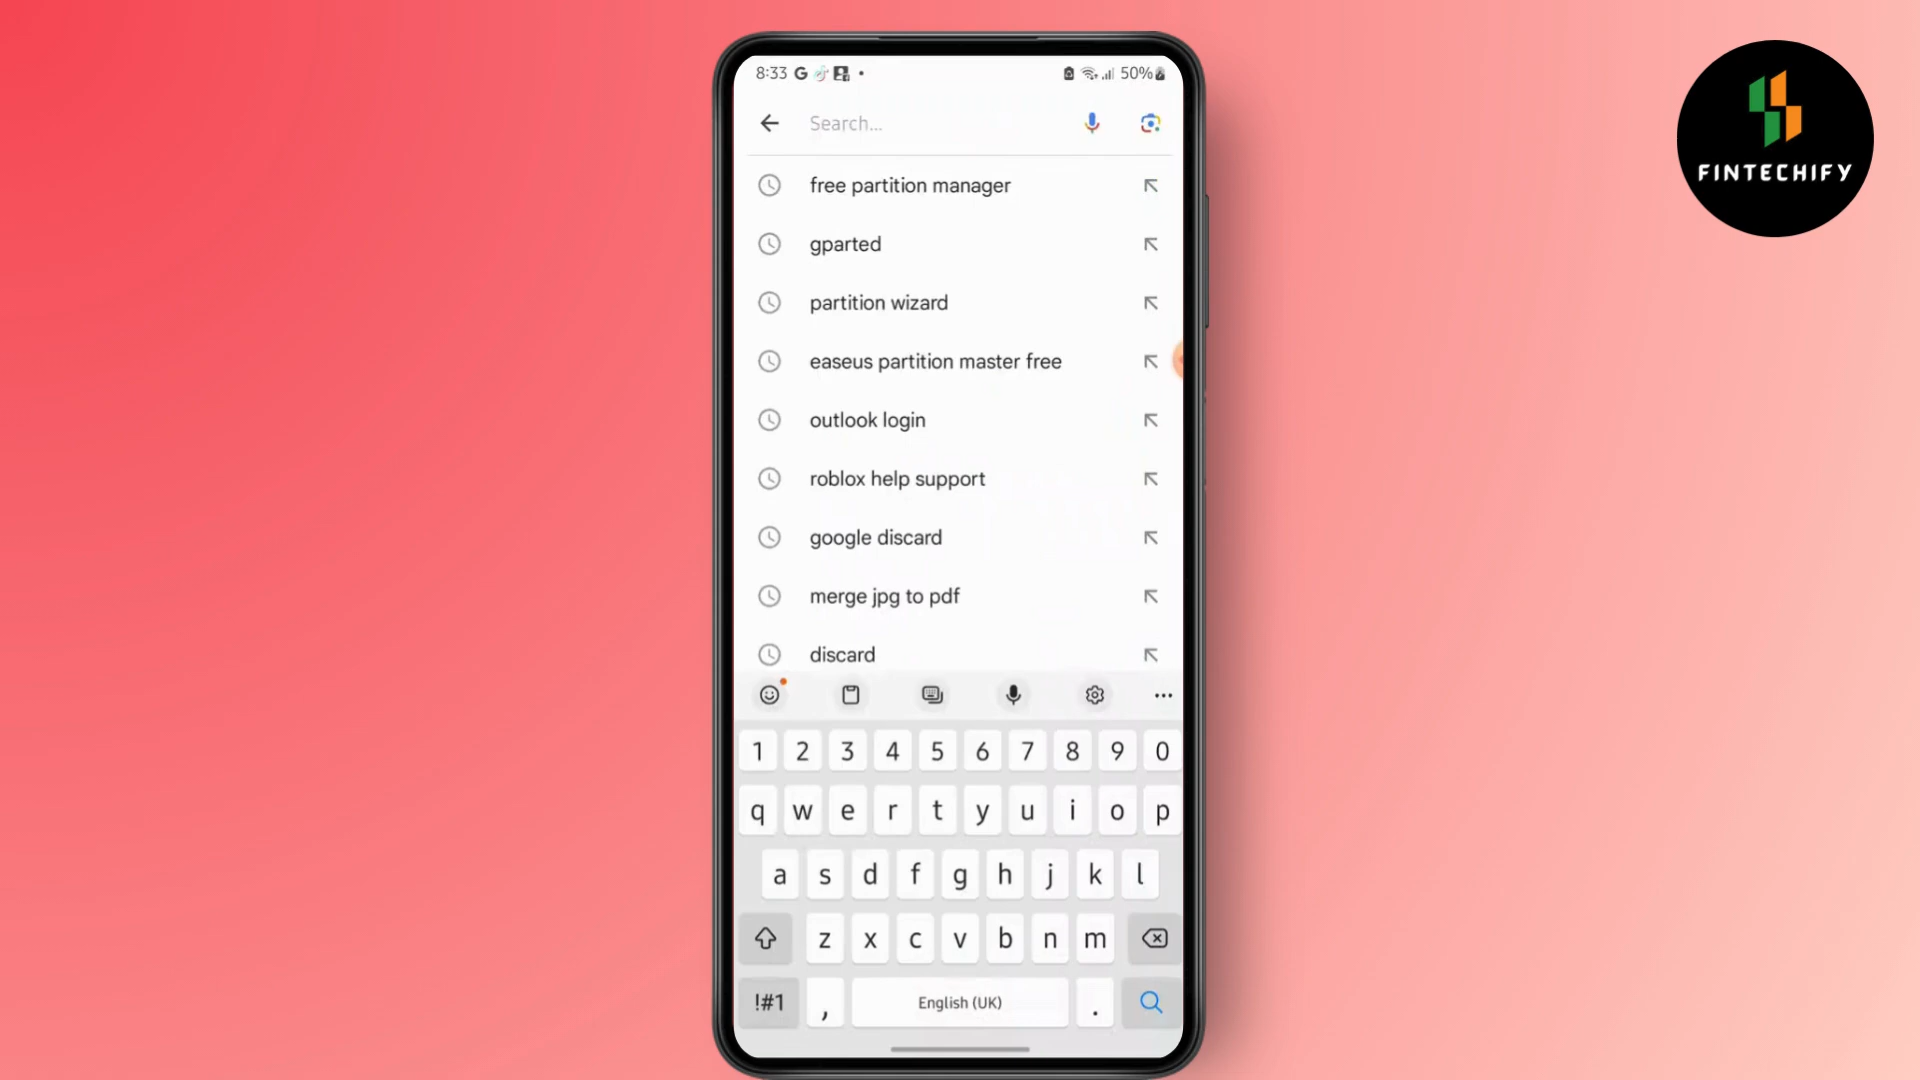 8:33 G 50%
Search...
free partition manager
gparted
partition wizard
easeus partition master free
outlook login
roblox help support
google discard
merge jpg to pdf
discard
1 2 3 4 5 6 7 8 9 0
q w e r t y u i o p
a s d f g h j k l
z x c v b n m
!#1 , English (UK) .
FINTECHIFY